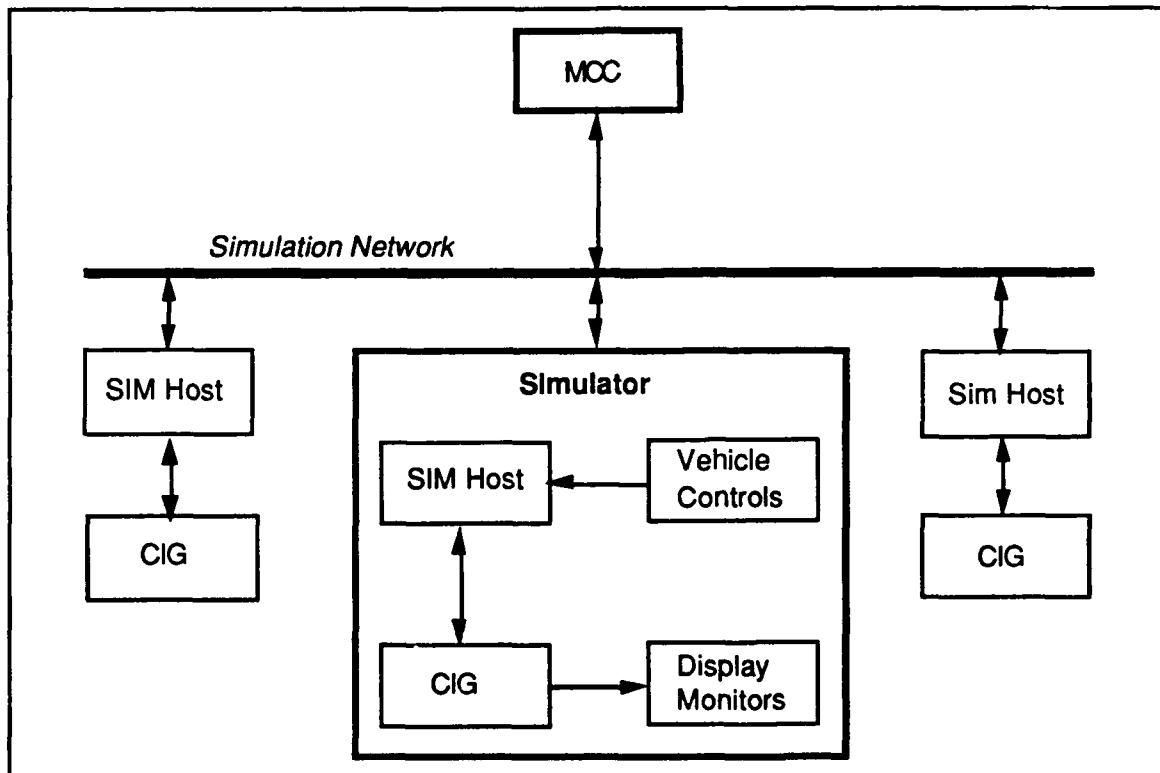 MCC
Simulation Network
SIM Host
Simulator
Sim Host
SIM Host
Vehicle
Controls
CIG
CIG
CIG
Display
Monitors